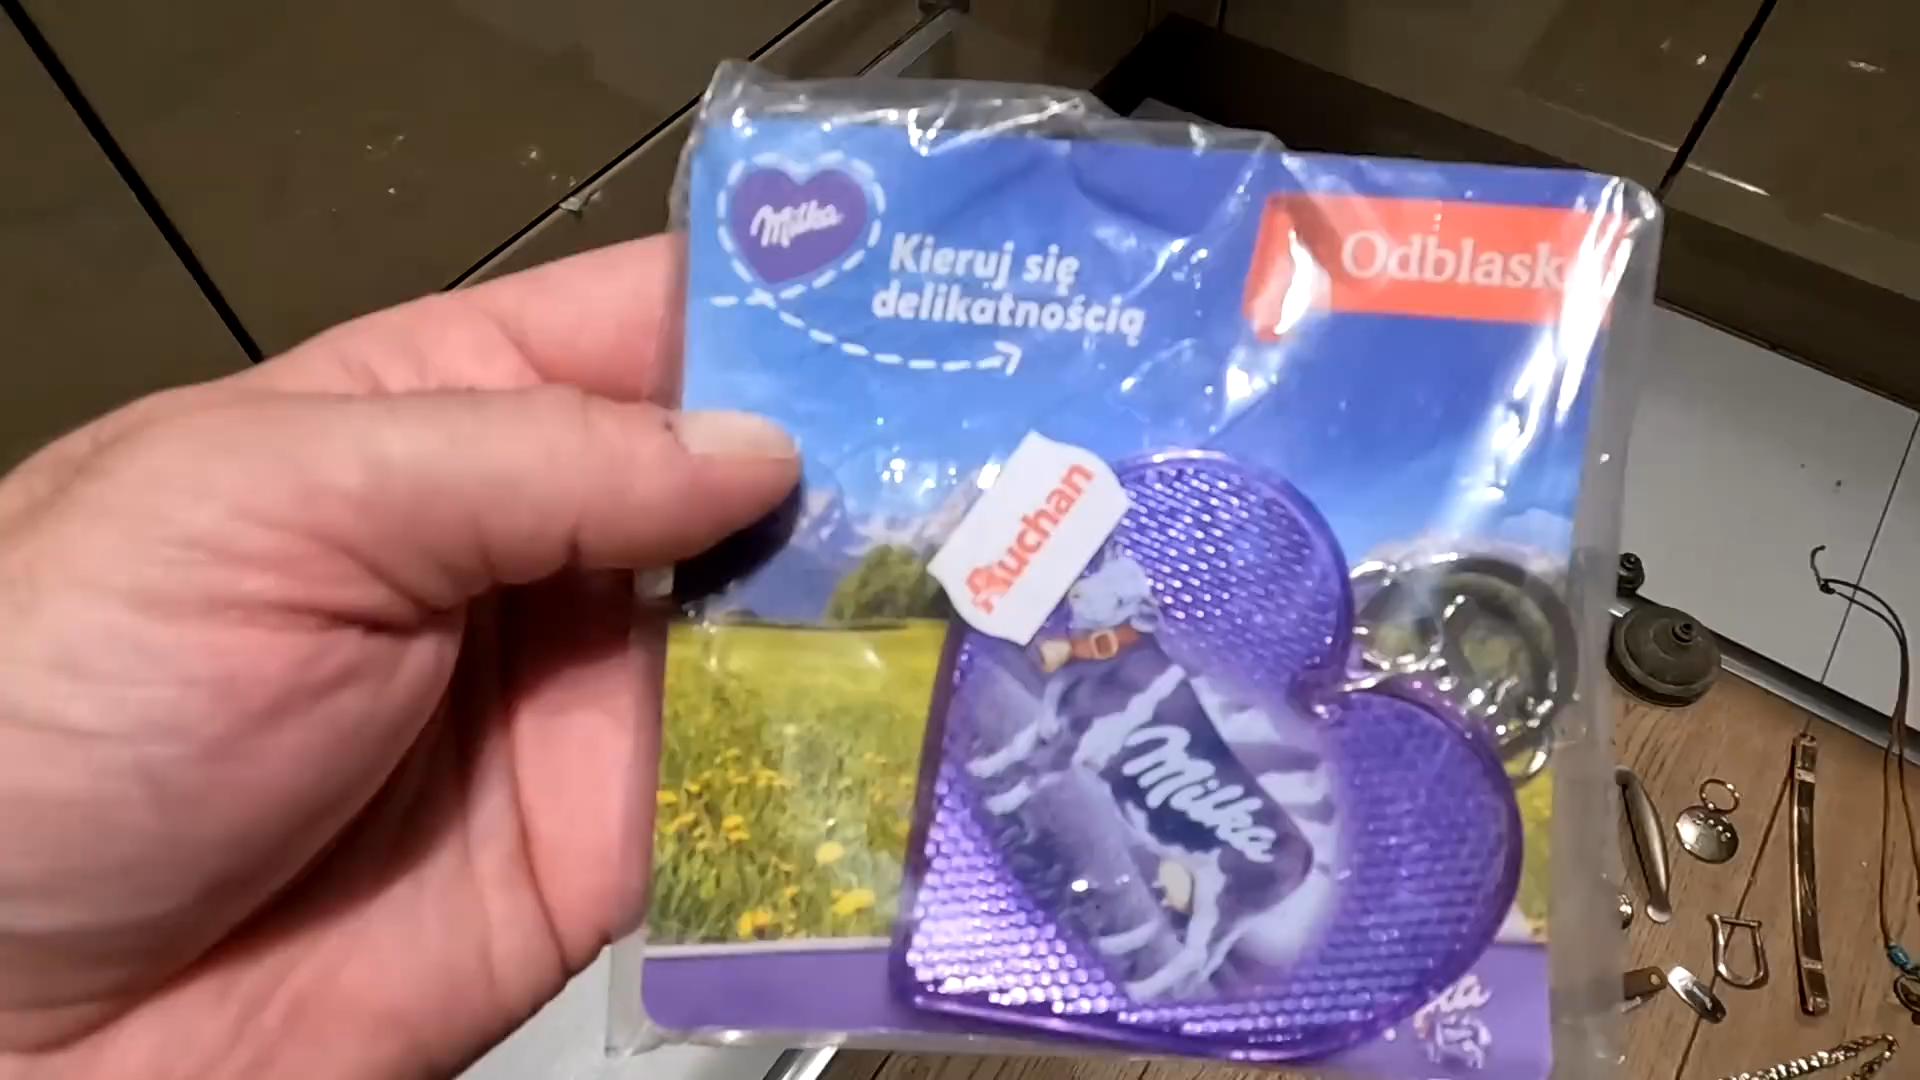 Milka
Kieruj się
delikatnością
Odblask
Auchan
Milka